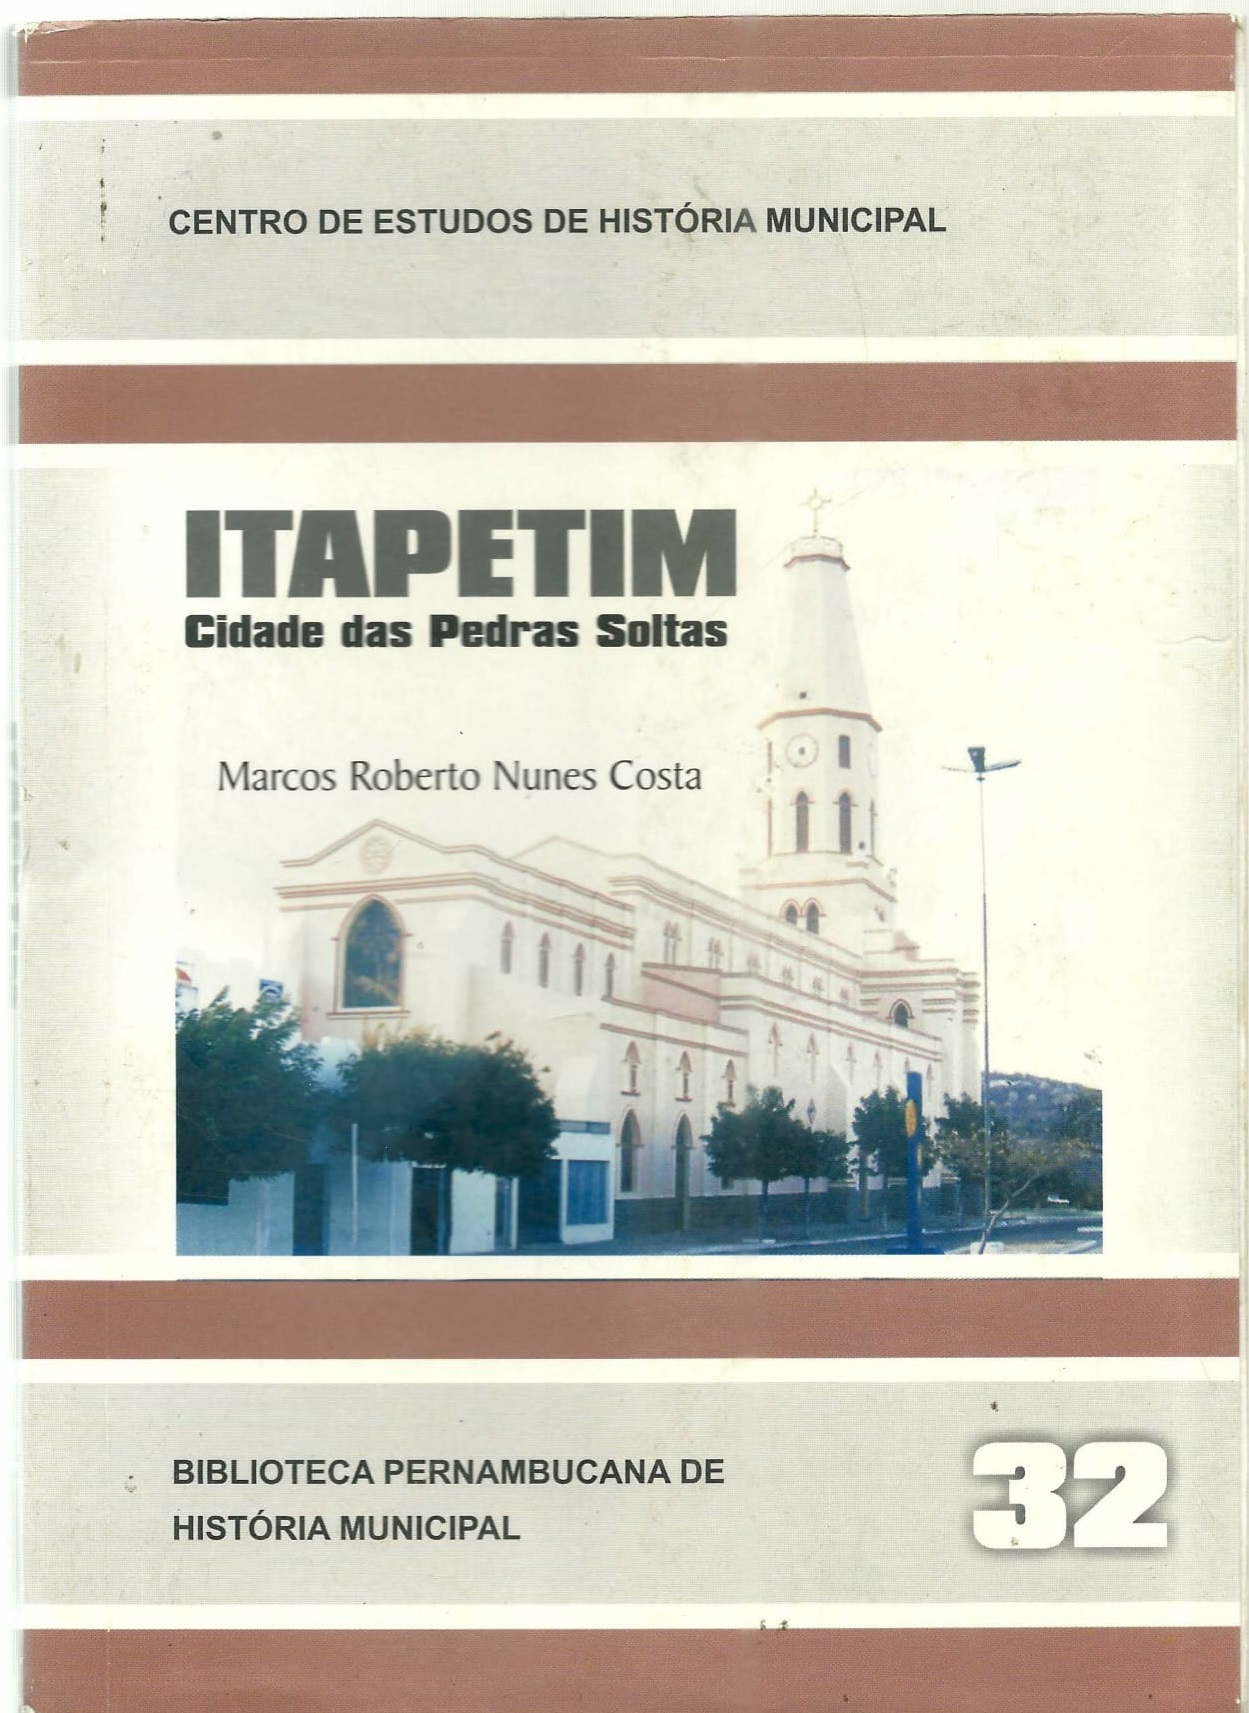 CENTRO DE ESTUDOS DE HISTÓRIA MUNICIPAL
ITAPETIM
Cidade das Pedras Soltas
Marcos Roberto Nunes Costa
BIBLIOTECA PERNAMBUCANA DE
HISTÓRIA MUNICIPAL
32